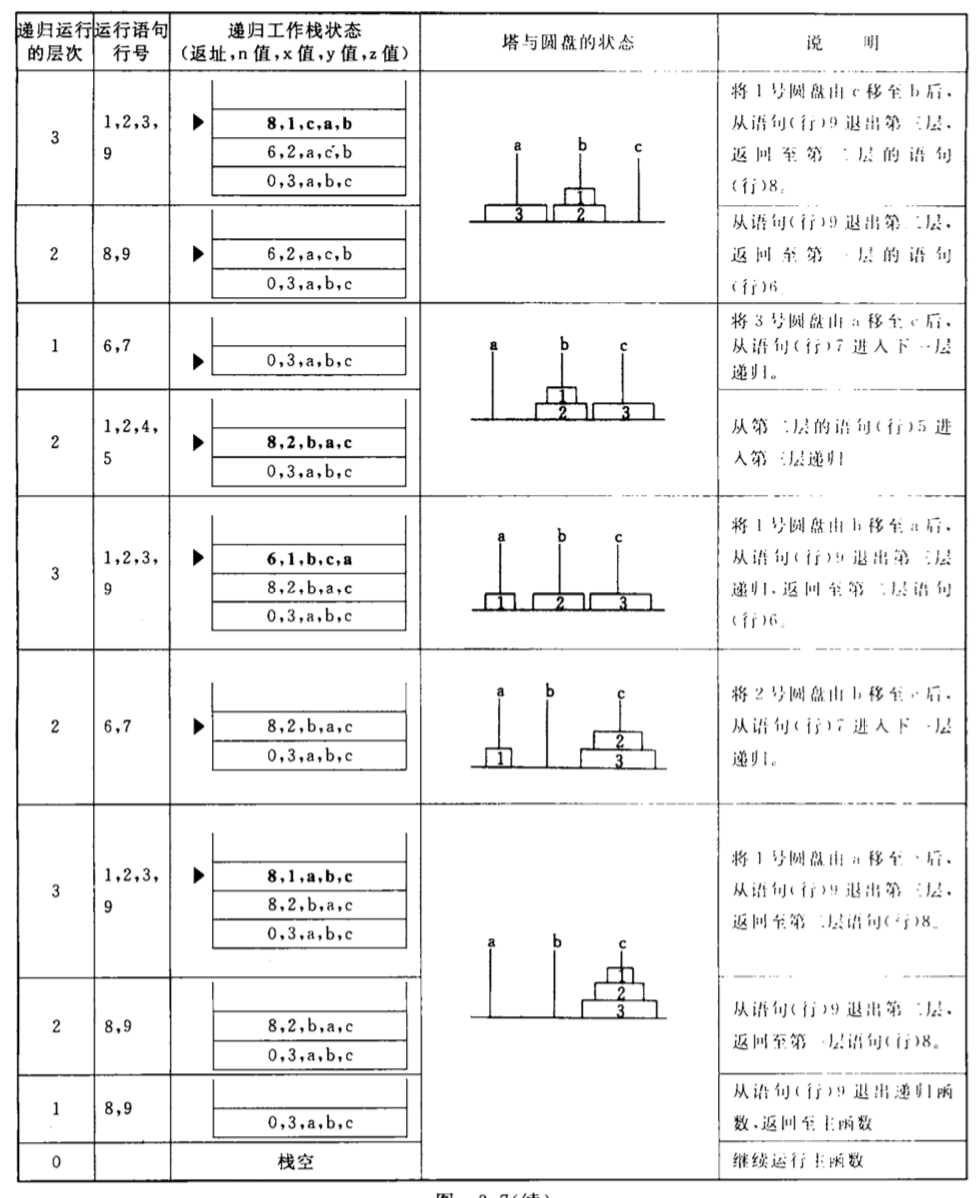 递归运行的层次
运行语句行号
递归工作栈状态
(返址,n值,x值,y值,z值)
塔与圆盘的状态
说 明
3
1,2,3,
9
8,1,c,a,b
6,2,a,c,b
0,3,a,b,c
a b c
1
3 2
将1号圆盘由c移至b后,
从语句(行)9退出第三层,
返回至第二层的语句
(行)8。
2
8,9
6,2,a,c,b
0,3,a,b,c
从语句(行)9退出第二层,
返回至第一层的语句
(行)6
1
6,7
0,3,a,b,c
a b c
1
2 3
将3号圆盘由a移至c后,
从语句(行)7进入下一层
递归。
2
1,2,4,
5
8,2,b,a,c
0,3,a,b,c
从第二层的语句(行)5进
入第三层递归
3
1,2,3,
9
6,1,b,c,a
8,2,b,a,c
0,3,a,b,c
a b c
1 2 3
将1号圆盘由b移至a后,
从语句(行)9退出第三层
递归,返回至第二层语句
(行)6。
2
6,7
8,2,b,a,c
0,3,a,b,c
a b c
2
1 3
将2号圆盘由b移至c后,
从语句(行)7进入下一层
递归。
3
1,2,3,
9
8,1,a,b,c
8,2,b,a,c
0,3,a,b,c
a b c
1
2
3
将1号圆盘由a移至c后,
从语句(行)9退出第三层,
返回至第二层语句(行)8。
2
8,9
8,2,b,a,c
0,3,a,b,c
从语句(行)9退出第二层,
返回至第一层语句(行)8。
1
8,9
0,3,a,b,c
从语句(行)9退出递归函
数,返回至主函数
0
栈空
继续运行主函数
图 3.7(续)